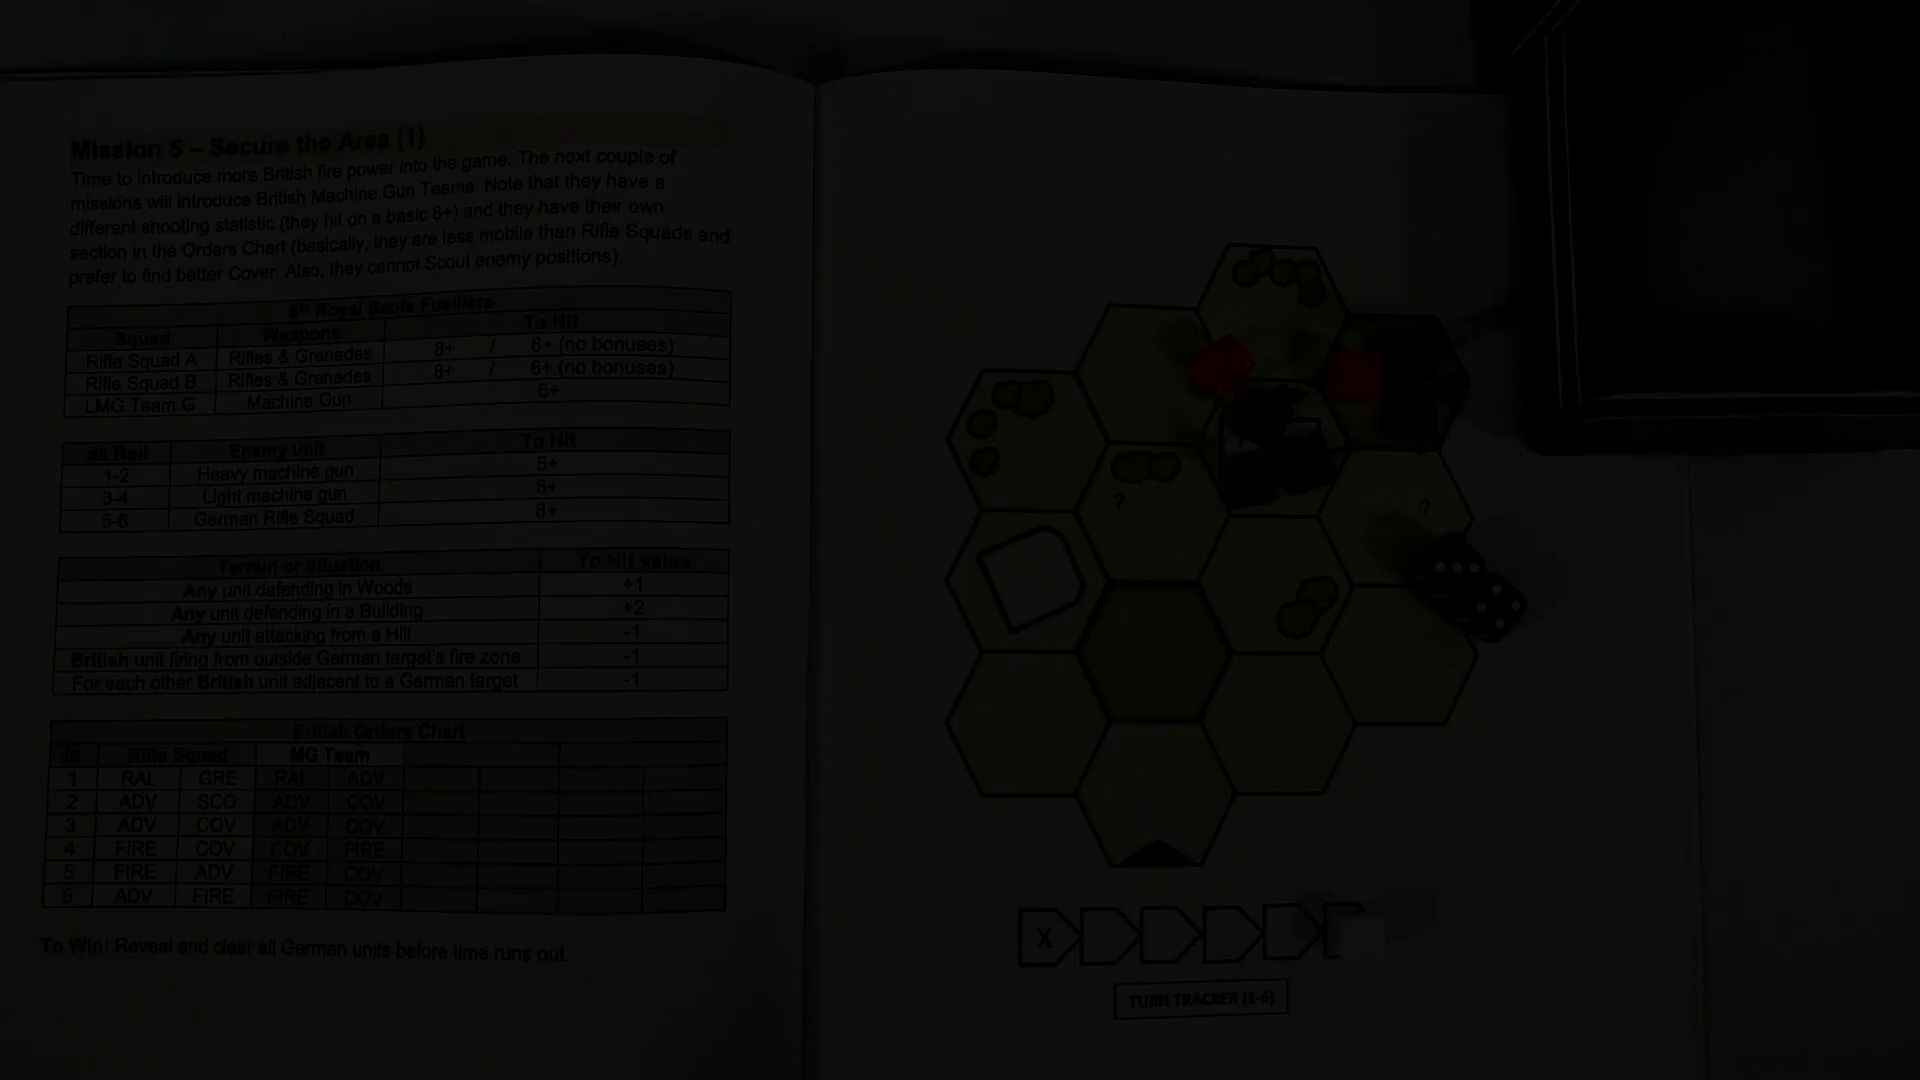 Mission 5 – Secure the Area (1)
Time to introduce more British fire power into the game. The next couple of
missions will introduce British Machine Gun Teams. Note that they have a
different shooting statistic (they hit on a basic 6+) and they have their own
section in the Orders Chart (basically, they are less mobile than Rifle Squads and
prefer to find better Cover. Also, they cannot Scout enemy positions).
6th Royal Scots Fusiliers
Squad Weapons To Hit
Rifle Squad A Rifles & Grenades 8+ / 6+ (no bonuses)
Rifle Squad B Rifles & Grenades 8+ / 6+ (no bonuses)
LMG Team G Machine Gun 6+
d6 Roll Enemy unit To Hit
1-2 Heavy machine gun 5+
3-4 Light machine gun 6+
5-6 German Rifle Squad 8+
Terrain or situation To Hit value
Any unit defending in Woods +1
Any unit defending in a Building +2
Any unit attacking from a Hill -1
British unit firing from outside German target's fire zone -1
For each other British unit adjacent to a German target -1
British Orders Chart
d6 Rifle Squad MG Team
1 RAL GRE RAL ADV
2 ADV SCO ADV COV
3 ADV COV ADV COV
4 FIRE COV COV FIRE
5 FIRE ADV FIRE COV
6 ADV FIRE FIRE COV
To Win: Reveal and clear all German units before time runs out.
?
?
X
TURN TRACKER (1-6)